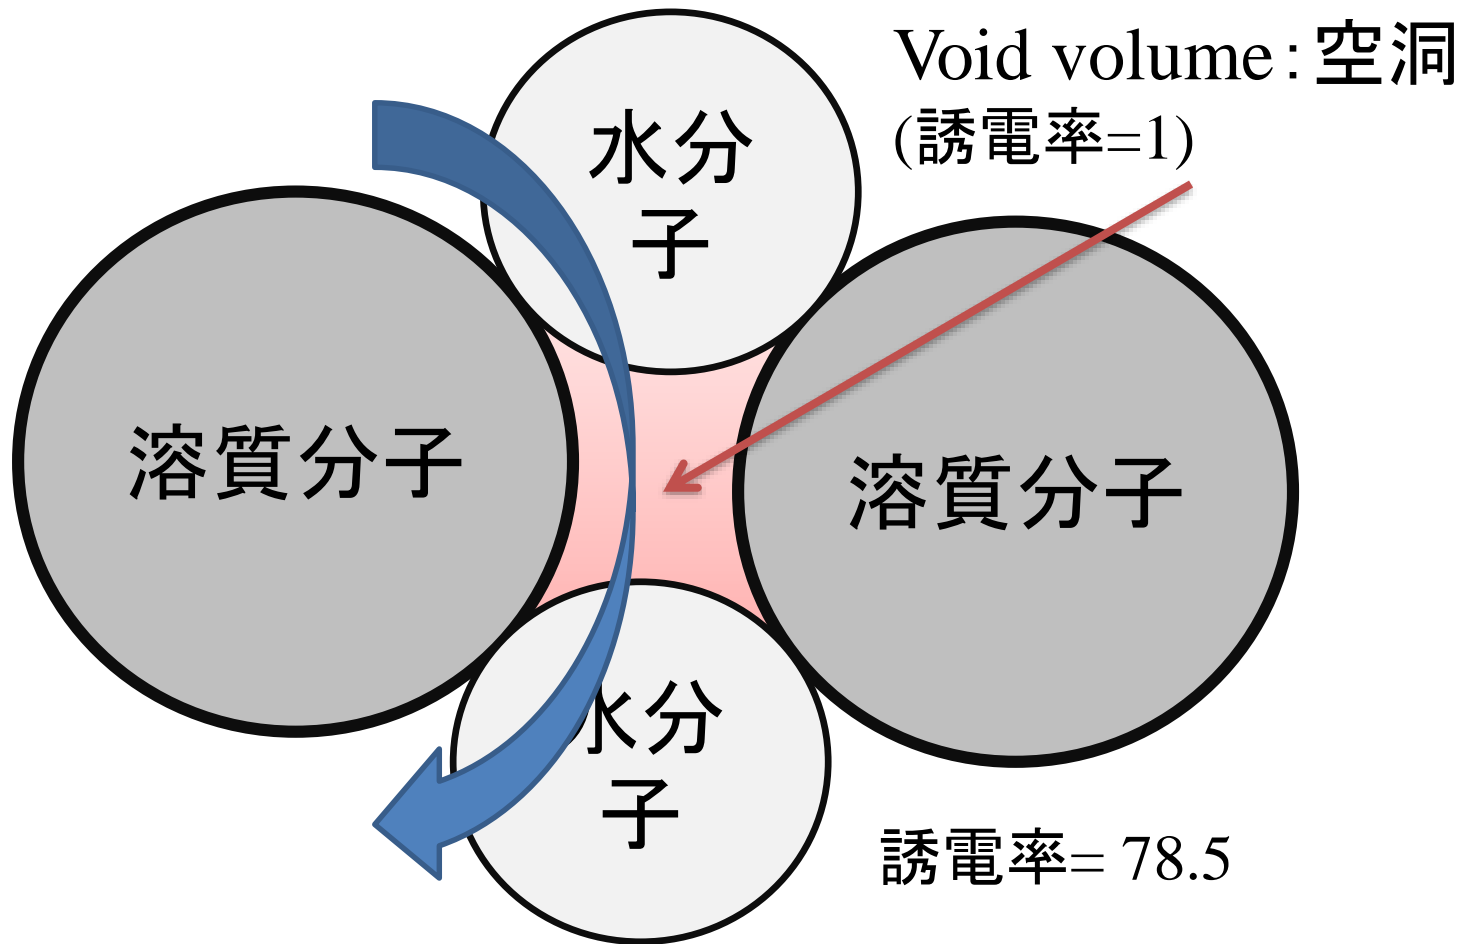 Void volume：空洞
(誘電率=1)
水分
子
溶質分子
溶質分子
水分
子
誘電率= 78.5